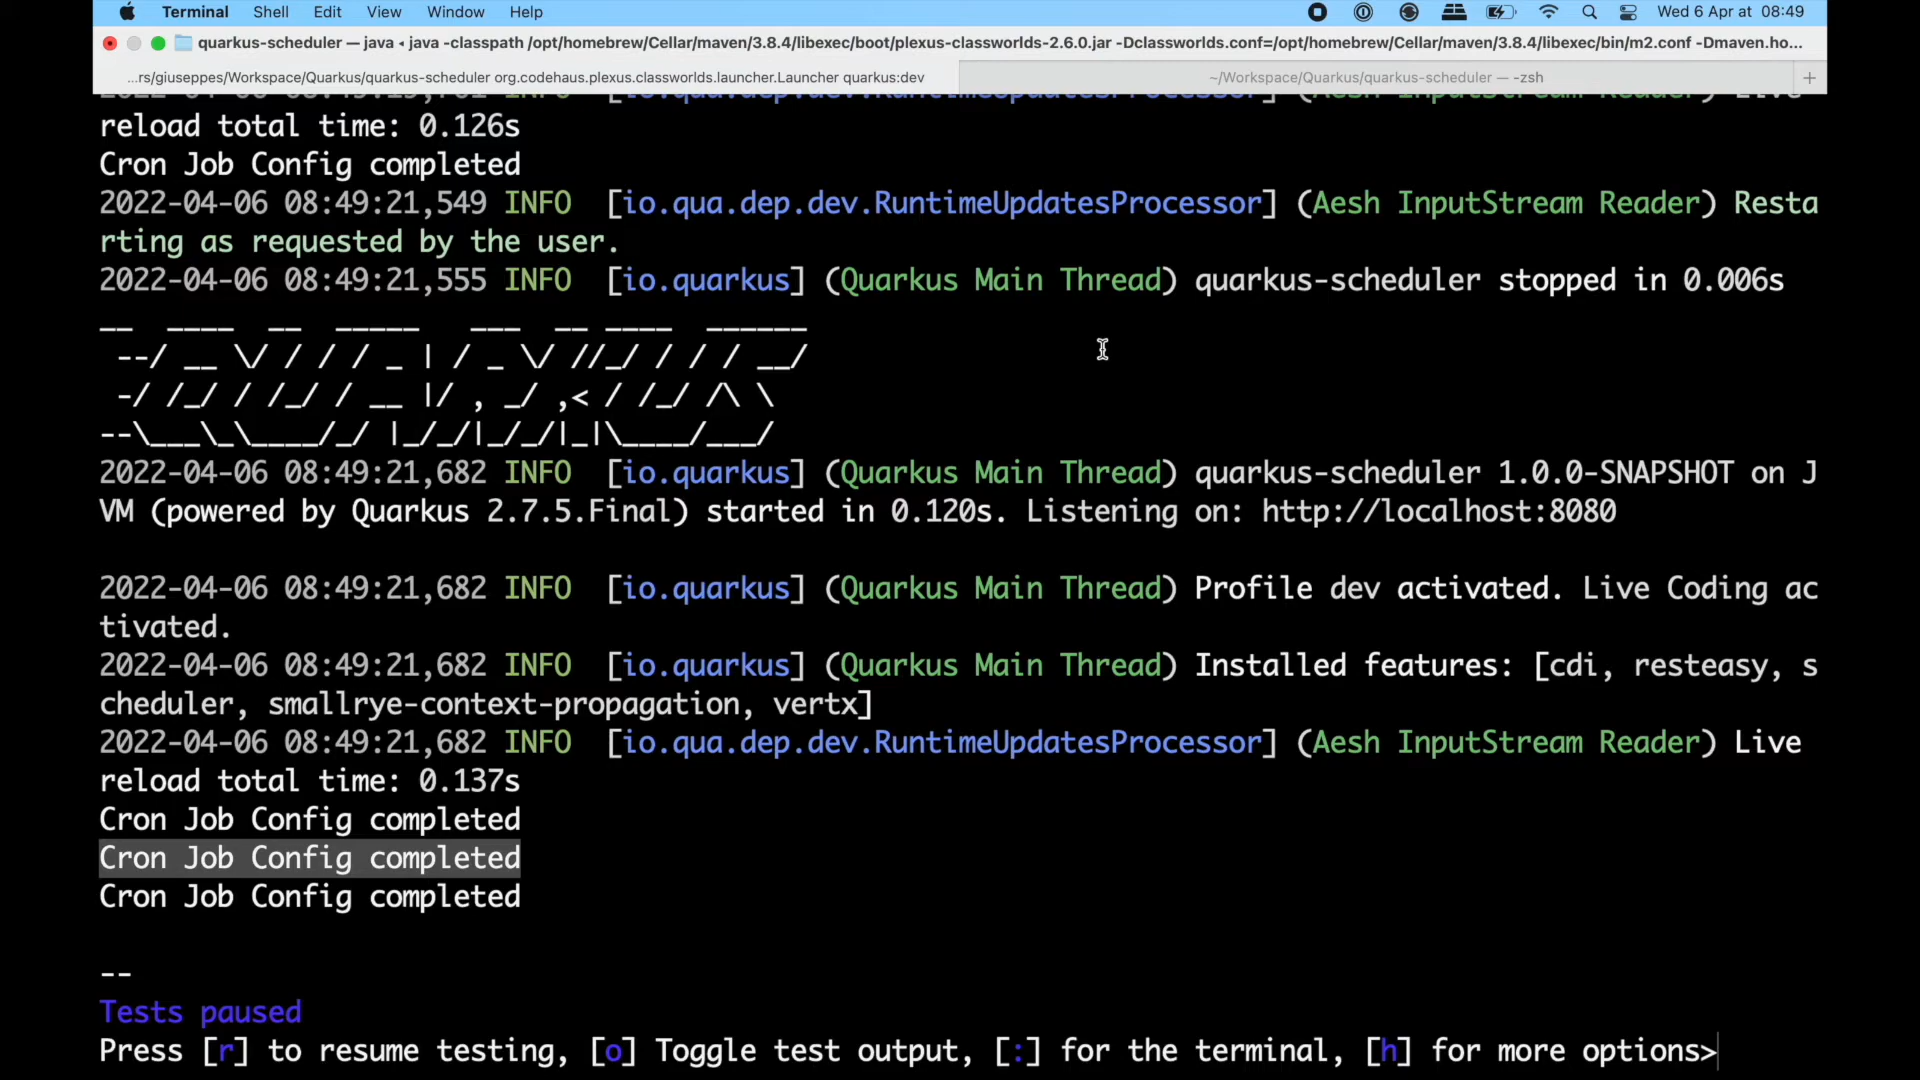 Terminal Shell Edit View Window Help Wed 6 Apr at 08:49
quarkus-scheduler — java ◂ java -classpath /opt/homebrew/Cellar/maven/3.8.4/libexec/boot/plexus-classworlds-2.6.0.jar -Dclassworlds.conf=/opt/homebrew/Cellar/maven/3.8.4/libexec/bin/m2.conf -Dmaven.ho...
...rs/giuseppes/Workspace/Quarkus/quarkus-scheduler org.codehaus.plexus.classworlds.launcher.Launcher quarkus:dev ~/Workspace/Quarkus/quarkus-scheduler — -zsh +
reload total time: 0.126s
Cron Job Config completed
2022-04-06 08:49:21,549 INFO  [io.qua.dep.dev.RuntimeUpdatesProcessor] (Aesh InputStream Reader) Resta
rting as requested by the user.
2022-04-06 08:49:21,555 INFO  [io.quarkus] (Quarkus Main Thread) quarkus-scheduler stopped in 0.006s
__  ____  __  _____   ___  __ ____  ______
 --/ __ \/ / / / _ | / _ \/ //_/ / / / __/
 -/ /_/ / /_/ / __ |/ , _/ ,< / /_/ /\ \
--\___\_\____/_/ |_/_/|_/_/|_|\____/___/
2022-04-06 08:49:21,682 INFO  [io.quarkus] (Quarkus Main Thread) quarkus-scheduler 1.0.0-SNAPSHOT on J
VM (powered by Quarkus 2.7.5.Final) started in 0.120s. Listening on: http://localhost:8080
2022-04-06 08:49:21,682 INFO  [io.quarkus] (Quarkus Main Thread) Profile dev activated. Live Coding ac
tivated.
2022-04-06 08:49:21,682 INFO  [io.quarkus] (Quarkus Main Thread) Installed features: [cdi, resteasy, s
cheduler, smallrye-context-propagation, vertx]
2022-04-06 08:49:21,682 INFO  [io.qua.dep.dev.RuntimeUpdatesProcessor] (Aesh InputStream Reader) Live
reload total time: 0.137s
Cron Job Config completed
Cron Job Config completed
Cron Job Config completed
--
Tests paused
Press [r] to resume testing, [o] Toggle test output, [:] for the terminal, [h] for more options>